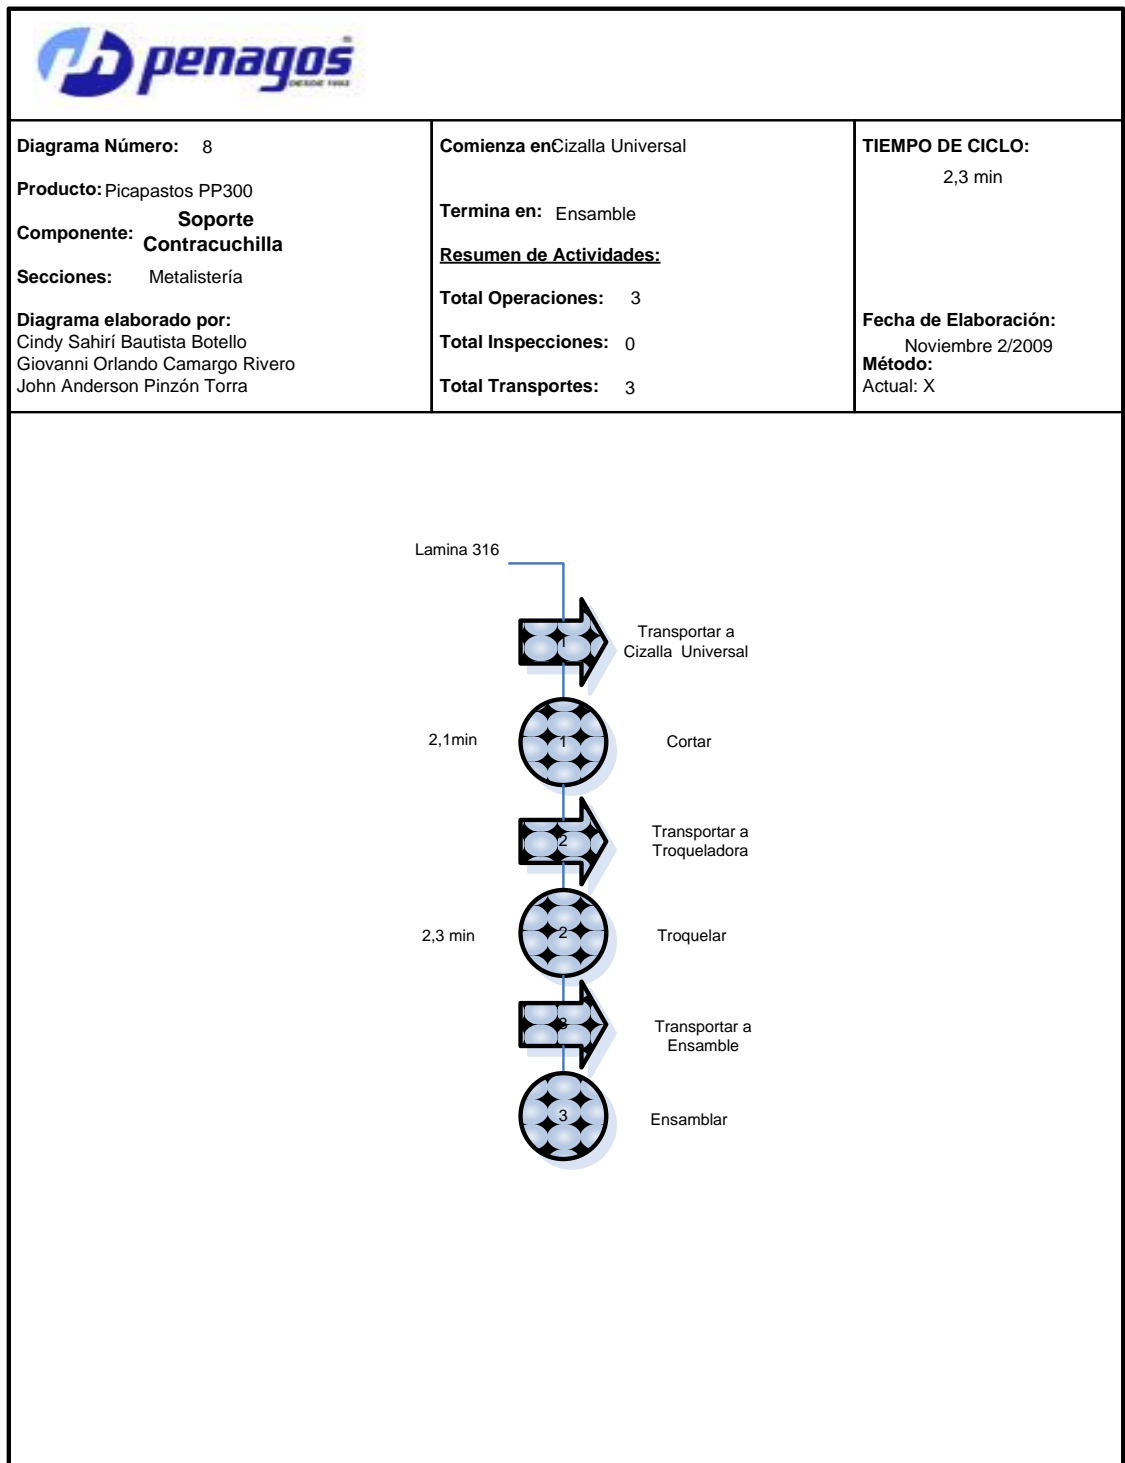 penagos
DESDE 1892
Diagrama Número: 8
Producto: Picapastos PP300
Componente: Soporte
Contracuchilla
Secciones: Metalistería
Diagrama elaborado por:
Cindy Sahirí Bautista Botello
Giovanni Orlando Camargo Rivero
John Anderson Pinzón Torra
Comienza en: Cizalla Universal
Termina en: Ensamble
Resumen de Actividades:
Total Operaciones: 3
Total Inspecciones: 0
Total Transportes: 3
TIEMPO DE CICLO:
2,3 min
Fecha de Elaboración:
Noviembre 2/2009
Método:
Actual: X
Lamina 316
1
Transportar a
Cizalla Universal
2,1min
1
Cortar
2
Transportar a
Troqueladora
2,3 min
2
Troquelar
3
Transportar a
Ensamble
3
Ensamblar